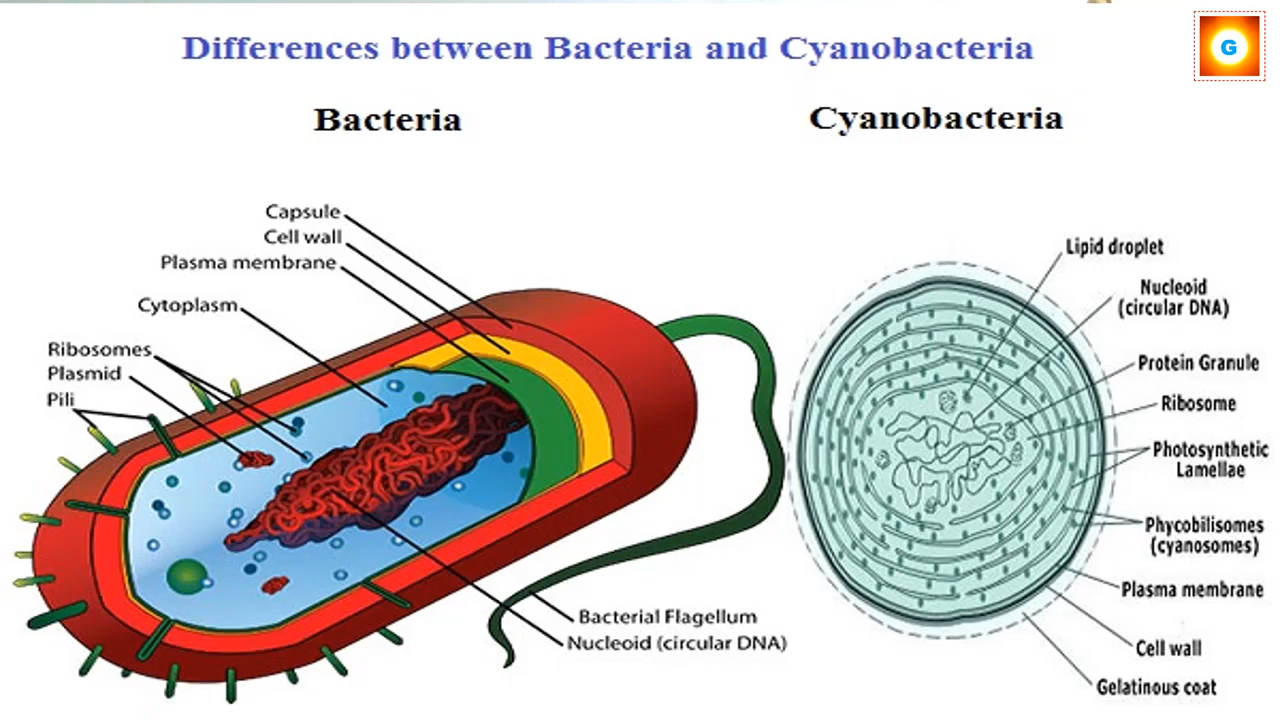 Differences between Bacteria and Cyanobacteria
G
Bacteria
Cyanobacteria
Capsule
Cell wall
Plasma membrane
Cytoplasm
Ribosomes
Plasmid
Pili
Bacterial Flagellum
Nucleoid (circular DNA)
Lipid droplet
Nucleoid
(circular DNA)
Protein Granule
Ribosome
Photosynthetic
Lamellae
Phycobilisomes
(cyanosomes)
Plasma membrane
Cell wall
Gelatinous coat